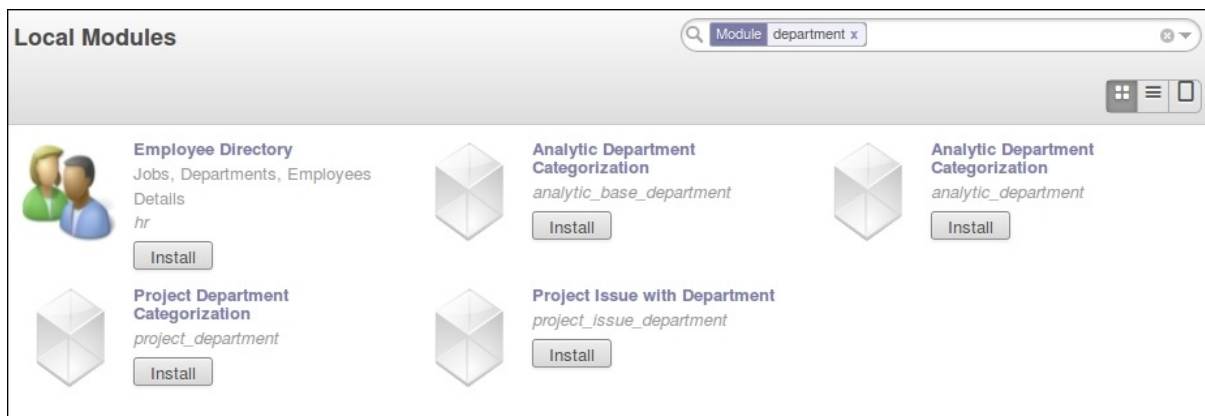 Local Modules
Module department x
Employee Directory
Jobs, Departments, Employees
Details
hr
Install
Analytic Department
Categorization
analytic_base_department
Install
Analytic Department
Categorization
analytic_department
Install
Project Department
Categorization
project_department
Install
Project Issue with Department
project_issue_department
Install